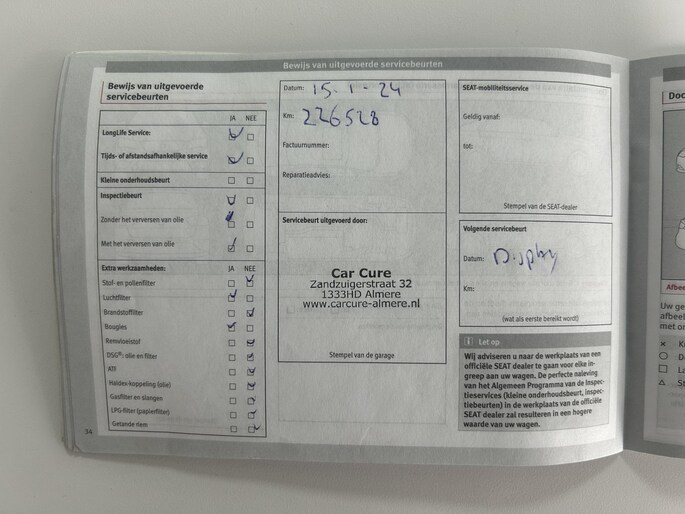 Bewijs van uitgevoerde servicebeurten
Bewijs van uitgevoerde
servicebeurten
JA NEE
LongLife Service:
Tijds- of afstandsafhankelijke service
Kleine onderhoudsbeurt
Inspectiebeurt
Zonder het verversen van olie
Met het verversen van olie
Extra werkzaamheden: JA NEE
Stof- en pollenfilter
Luchtfilter
Brandstoffilter
Bougies
Remvloeistof
DSG®: olie en filter
ATF
Haldex-koppeling (olie)
Gasfilter en slangen
LPG-filter (papierfilter)
Getande riem
34
Datum: 15-1-24
Km: 226528
Factuurnummer:
Reparatieadvies:
Servicebeurt uitgevoerd door:
Car Cure
Zandzuigerstraat 32
1333HD Almere
www.carcure-almere.nl
Stempel van de garage
SEAT-mobiliteitsservice
Geldig vanaf:
tot:
Stempel van de SEAT-dealer
Volgende servicebeurt
Datum: Display
Km:
(wat als eerste bereikt wordt)
i Let op
Wij adviseren u naar de werkplaats van een
officiële SEAT dealer te gaan voor elke in-
greep aan uw wagen. De perfecte naleving
van het Algemeen Programma van de Inspec-
tieservices (kleine onderhoudsbeurt, inspec-
tiebeurten) in de werkplaats van de officiële
SEAT dealer zal resulteren in een hogere
waarde van uw wagen.
Doc
Afbee
Uw ge
afbeel
met on